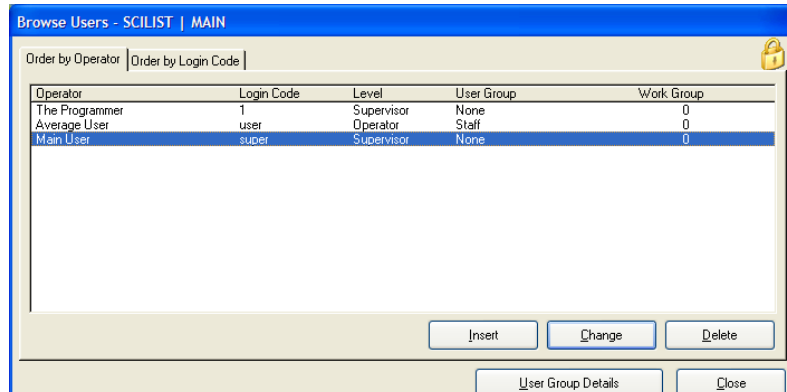 Browse Users - SCILIST | MAIN
Order by Operator Order by Login Code
Operator Login Code Level User Group Work Group
The Programmer 1 Supervisor None 0
Average User user Operator Staff 0
Main User super Supervisor None 0
Insert Change Delete
User Group Details Close